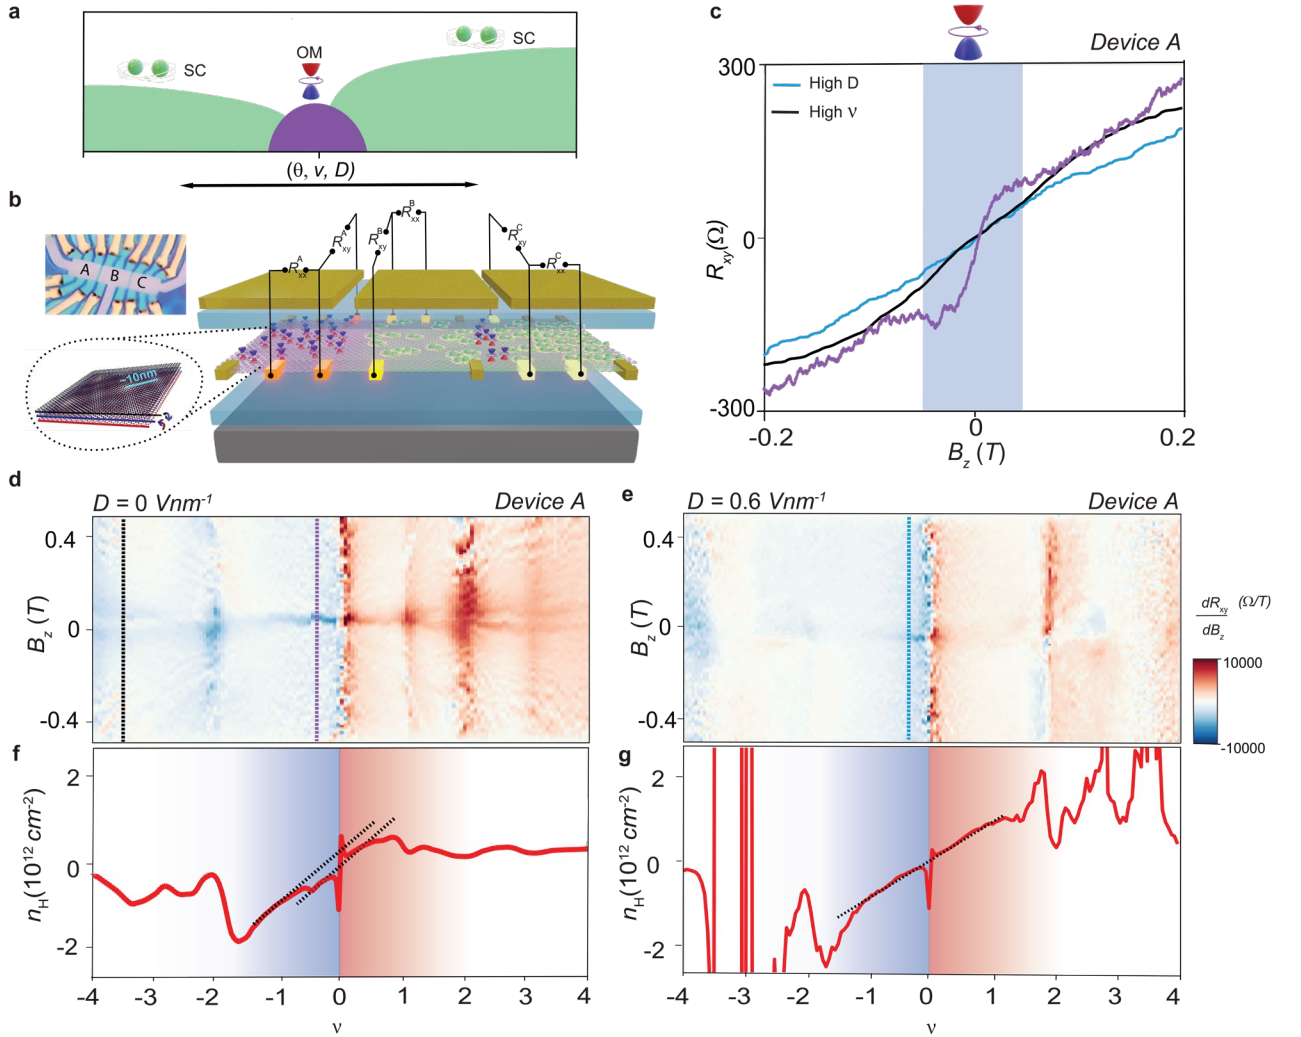 a
SC
OM
SC
(θ, ν, D)
b
A B C
~10nm
R_xx^A
R_xy^A
R_xy^B
R_xx^B
R_xy^C
R_xx^C
c
Device A
High D
High ν
300
0
-300
R_xy(Ω)
-0.2 0 0.2
B_z (T)
d
D = 0 Vnm⁻¹ Device A
0.4
0
-0.4
B_z (T)
e
D = 0.6 Vnm⁻¹ Device A
0.4
0
-0.4
B_z (T)
dR_xy (Ω/T)
dB_z
10000
-10000
f
2
0
-2
n_H(10¹² cm⁻²)
-4 -3 -2 -1 0 1 2 3 4
ν
g
2
0
-2
n_H(10¹² cm⁻²)
-4 -3 -2 -1 0 1 2 3 4
ν